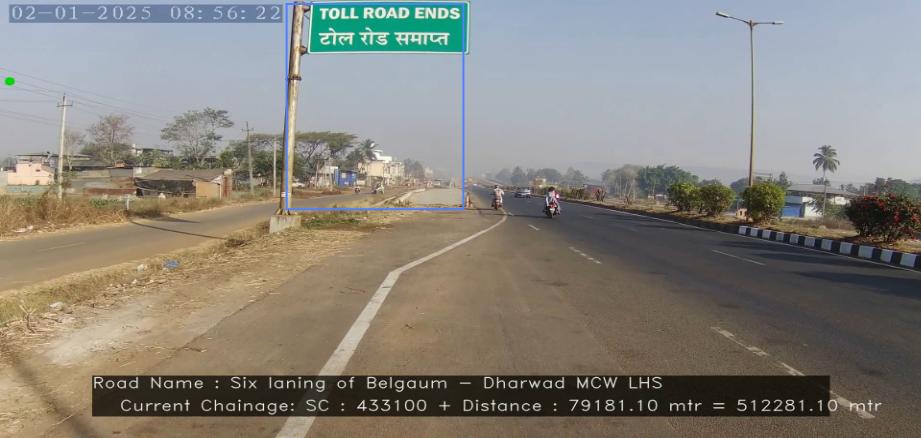 02-01-2025 08:56:22
TOLL ROAD ENDS
टोल रोड समाप्त
Road Name : Six laning of Belgaum - Dharwad MCW LHS
Current Chainage: SC : 433100 + Distance : 79181.10 mtr = 512281.10 mtr